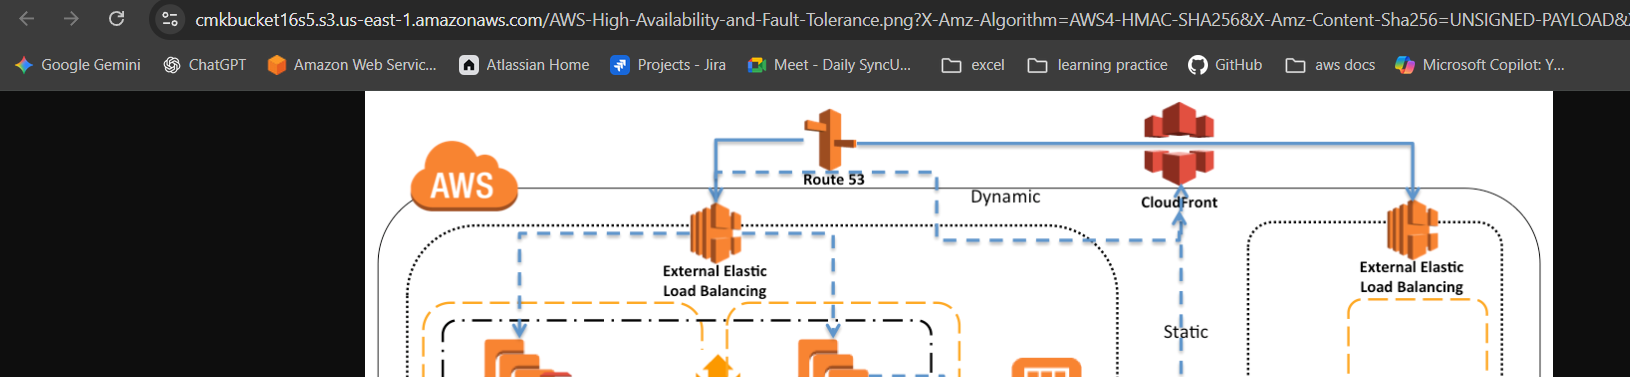 cmkbucket16s5.s3.us-east-1.amazonaws.com/AWS-High-Availability-and-Fault-Tolerance.png?X-Amz-Algorithm=AWS4-HMAC-SHA256&X-Amz-Content-Sha256=UNSIGNED-PAYLOAD&
Google Gemini ChatGPT Amazon Web Servic... Atlassian Home Projects - Jira Meet - Daily SyncU... excel learning practice GitHub aws docs Microsoft Copilot: Y...
AWS
Route 53
Dynamic
CloudFront
External Elastic
Load Balancing
External Elastic
Load Balancing
Static